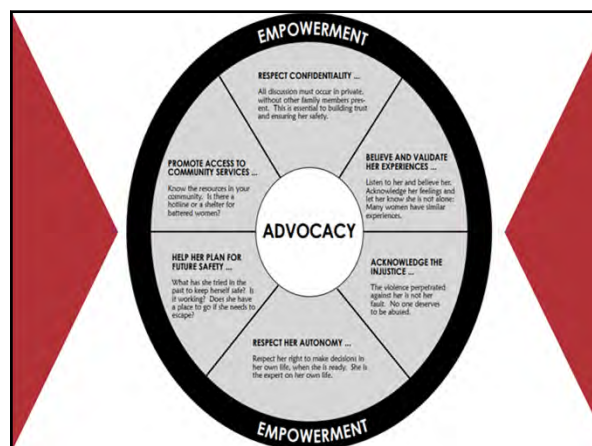 EMPOWERMENT
RESPECT CONFIDENTIALITY ...
All discussion must occur in private,
without other family members pres-
ent. This is essential to building trust
and ensuring her safety.
BELIEVE AND VALIDATE
HER EXPERIENCES ...
Listen to her and believe her.
Acknowledge her feelings and
let her know she is not alone:
Many women have similar
experiences.
ACKNOWLEDGE THE
INJUSTICE ...
The violence perpetrated
against her is not her
fault. No one deserves
to be abused.
RESPECT HER AUTONOMY ...
Respect her right to make decisions in
her own life, when she is ready. She is
the expert on her own life.
HELP HER PLAN FOR
FUTURE SAFETY ...
What has she tried in the
past to keep herself safe? Is
it working? Does she have
a place to go if she needs to
escape?
PROMOTE ACCESS TO
COMMUNITY SERVICES ...
Know the resources in your
community. Is there a
hotline or a shelter for
battered women?
ADVOCACY
EMPOWERMENT